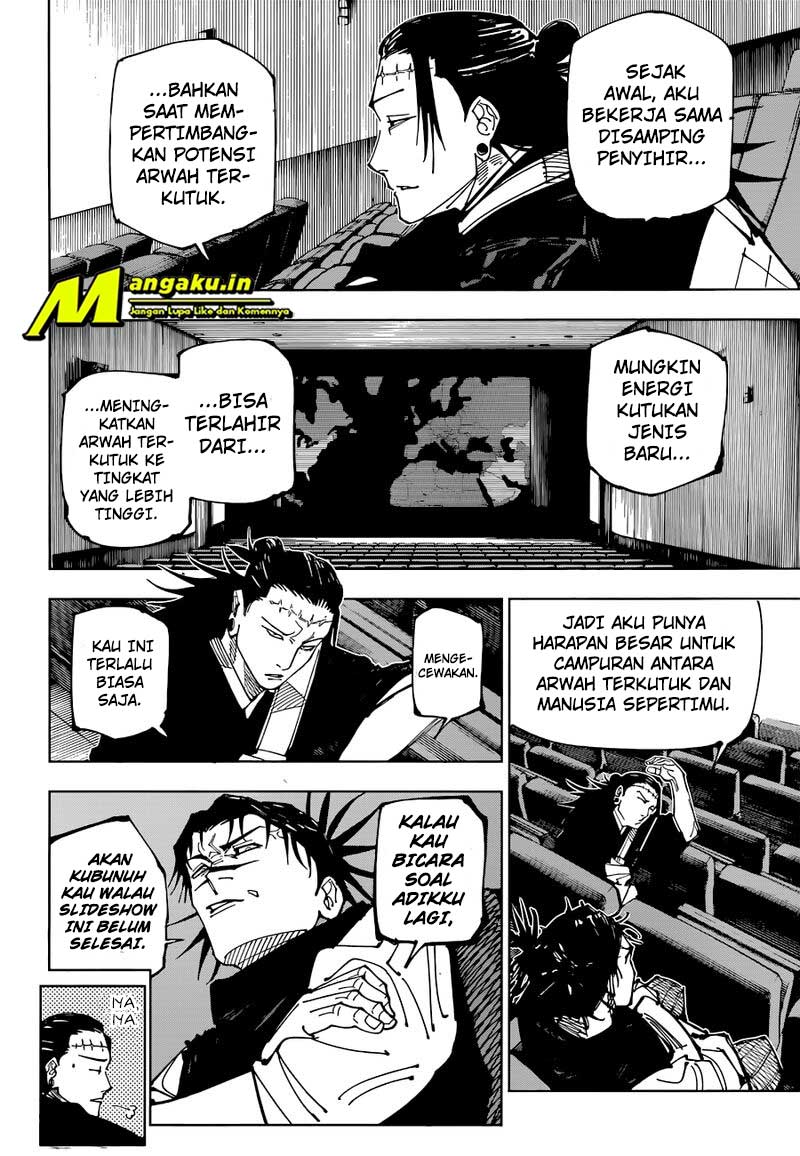 SEJAK
AWAL, AKU
BEKERJA SAMA
DISAMPING
PENYIHIR...
...BAHKAN
SAAT MEM-
PERTIMBANG-
KAN POTENSI
ARWAH TER-
KUTUK.
Mangaku.in
Jangan Lupa Like dan Komennya
MUNGKIN
ENERGI
KUTUKAN
JENIS
BARU...
...BISA
TERLAHIR
DARI...
...MENING-
KATKAN
ARWAH TER-
KUTUK KE
TINGKAT
YANG LEBIH
TINGGI.
JADI AKU PUNYA
HARAPAN BESAR UNTUK
CAMPURAN ANTARA
ARWAH TERKUTUK DAN
MANUSIA SEPERTIMU.
MENGE-
CEWAKAN.
KAU INI
TERLALU
BIASA
SAJA.
KALAU
KAU
BICARA
SOAL
ADIKKU
LAGI,
AKAN
KUBUNUH
KAU WALAU
SLIDESHOW
INI BELUM
SELESAI.
IYA
IYA